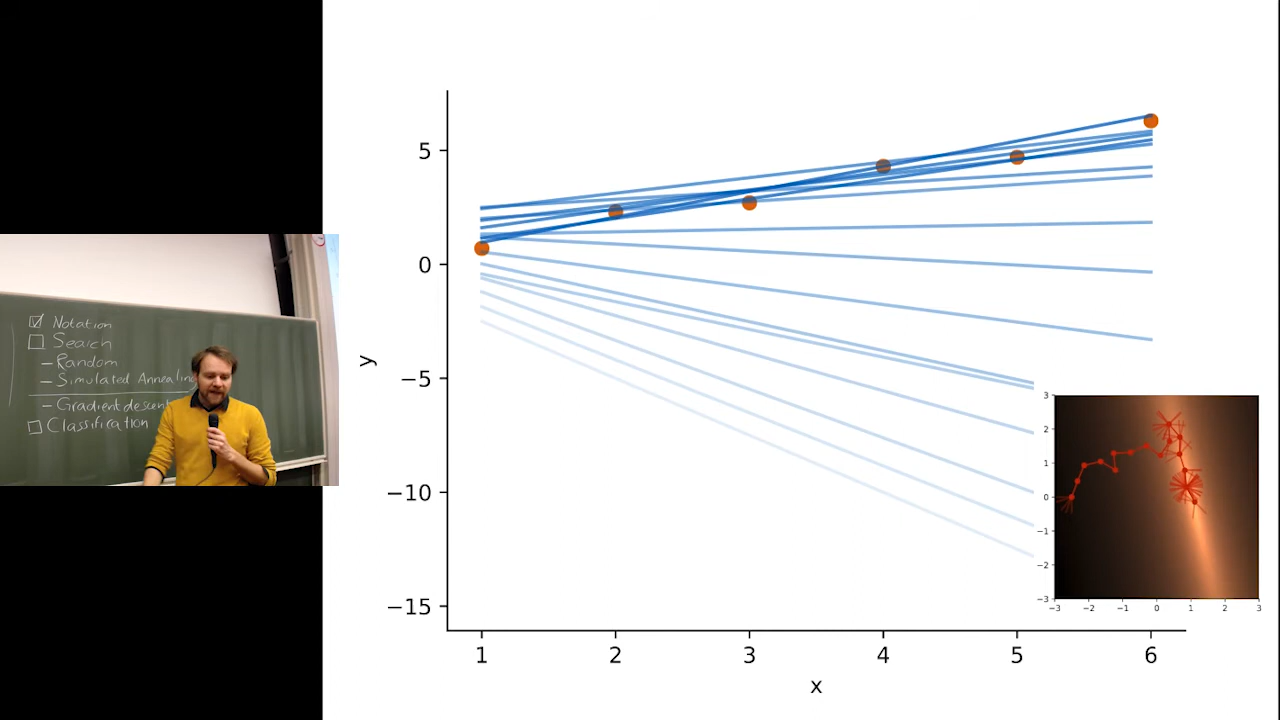 ☑ Notation
☐ Search
– Random
– Simulated Annealing
– Gradient descent
☐ Classification
y
5
0
−5
−10
−15
1 2 3 4 5 6
x
3
2
1
0
−1
−2
−3
−3 −2 −1 0 1 2 3